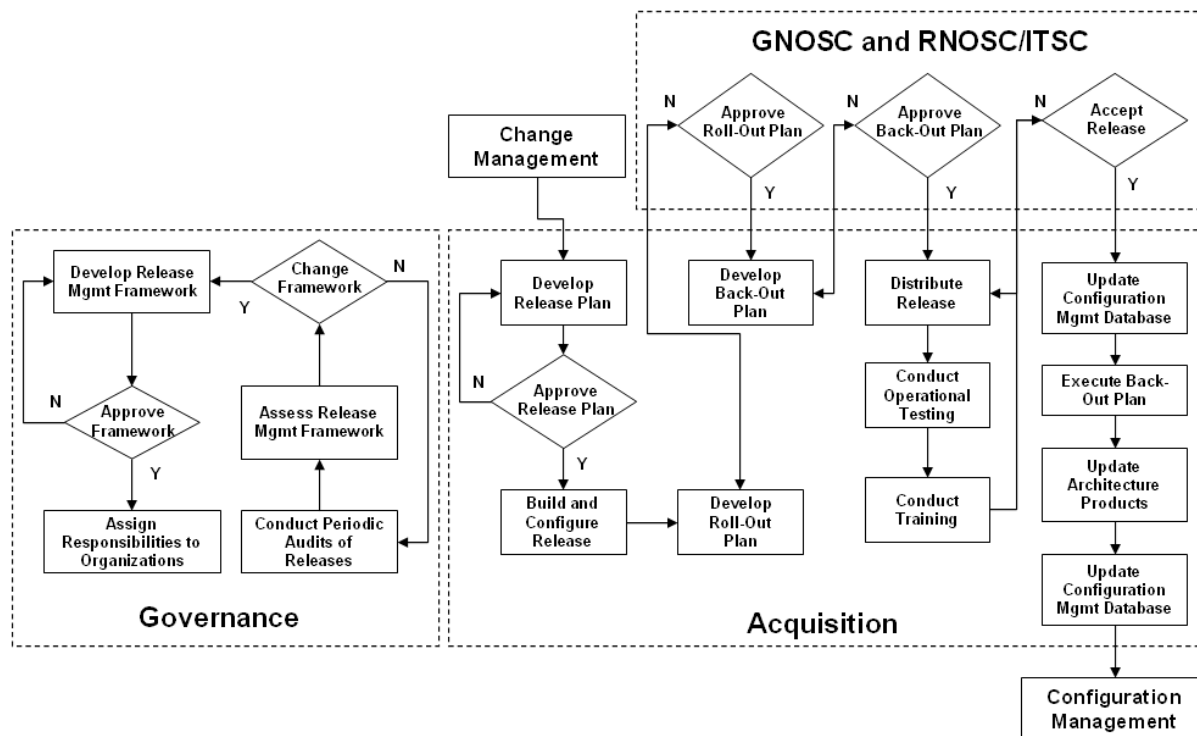 GNOSC and RNOSC/ITSC
N
Approve
Roll-Out Plan
Y
N
Approve
Back-Out Plan
Y
N
Accept
Release
Y
Change
Management
Develop Release
Mgmt Framework
Change
Framework
N
Y
N
Approve
Framework
Y
Assess Release
Mgmt Framework
Assign
Responsibilities to
Organizations
Conduct Periodic
Audits of
Releases
Governance
Develop
Release Plan
N
Approve
Release Plan
Y
Build and
Configure
Release
Develop
Roll-Out
Plan
Develop
Back-Out
Plan
Distribute
Release
Conduct
Operational
Testing
Conduct
Training
Update
Configuration
Mgmt Database
Execute Back-
Out Plan
Update
Architecture
Products
Update
Configuration
Mgmt Database
Acquisition
Configuration
Management